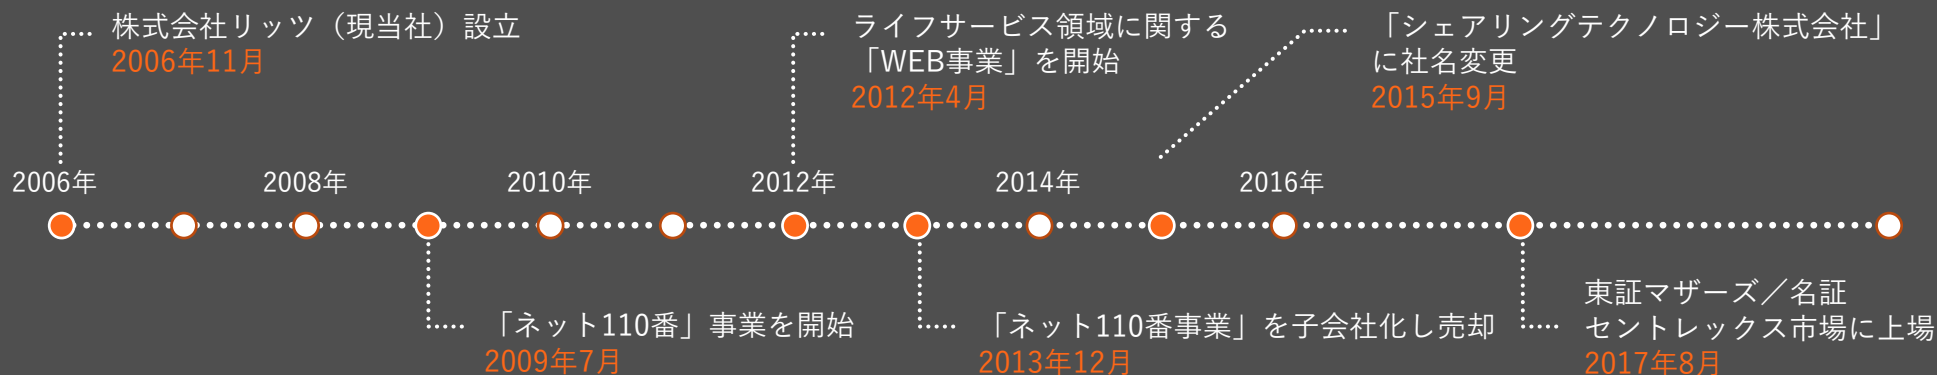 株式会社リッツ（現当社）設立
2006年11月
ライフサービス領域に関する
「WEB事業」を開始
2012年4月
「シェアリングテクノロジー株式会社」
に社名変更
2015年9月
2006年
2008年
2010年
2012年
2014年
2016年
「ネット110番」事業を開始
2009年7月
「ネット110番事業」を子会社化し売却
2013年12月
東証マザーズ／名証
セントレックス市場に上場
2017年8月